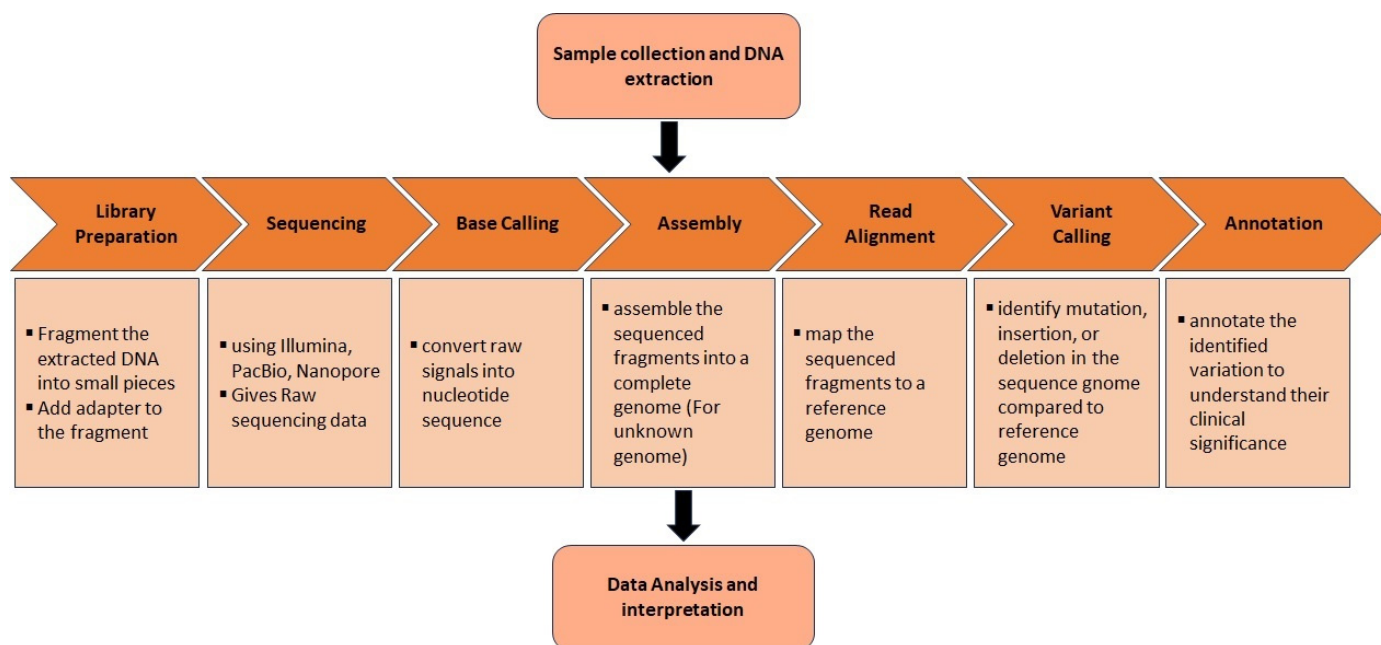 Sample collection and DNA
extraction
Library
Preparation
Sequencing
Base Calling
Assembly
Read
Alignment
Variant
Calling
Annotation
▪ Fragment the
extracted DNA
into small pieces
▪ Add adapter to
the fragment
▪ using Illumina,
PacBio, Nanopore
▪ Gives Raw
sequencing data
▪ convert raw
signals into
nucleotide
sequence
▪ assemble the
sequenced
fragments into a
complete
genome (For
unknown
genome)
▪ map the
sequenced
fragments to a
reference
genome
▪ identify mutation,
insertion, or
deletion in the
sequence gnome
compared to
reference
genome
▪ annotate the
identified
variation to
understand their
clinical
significance
Data Analysis and
interpretation